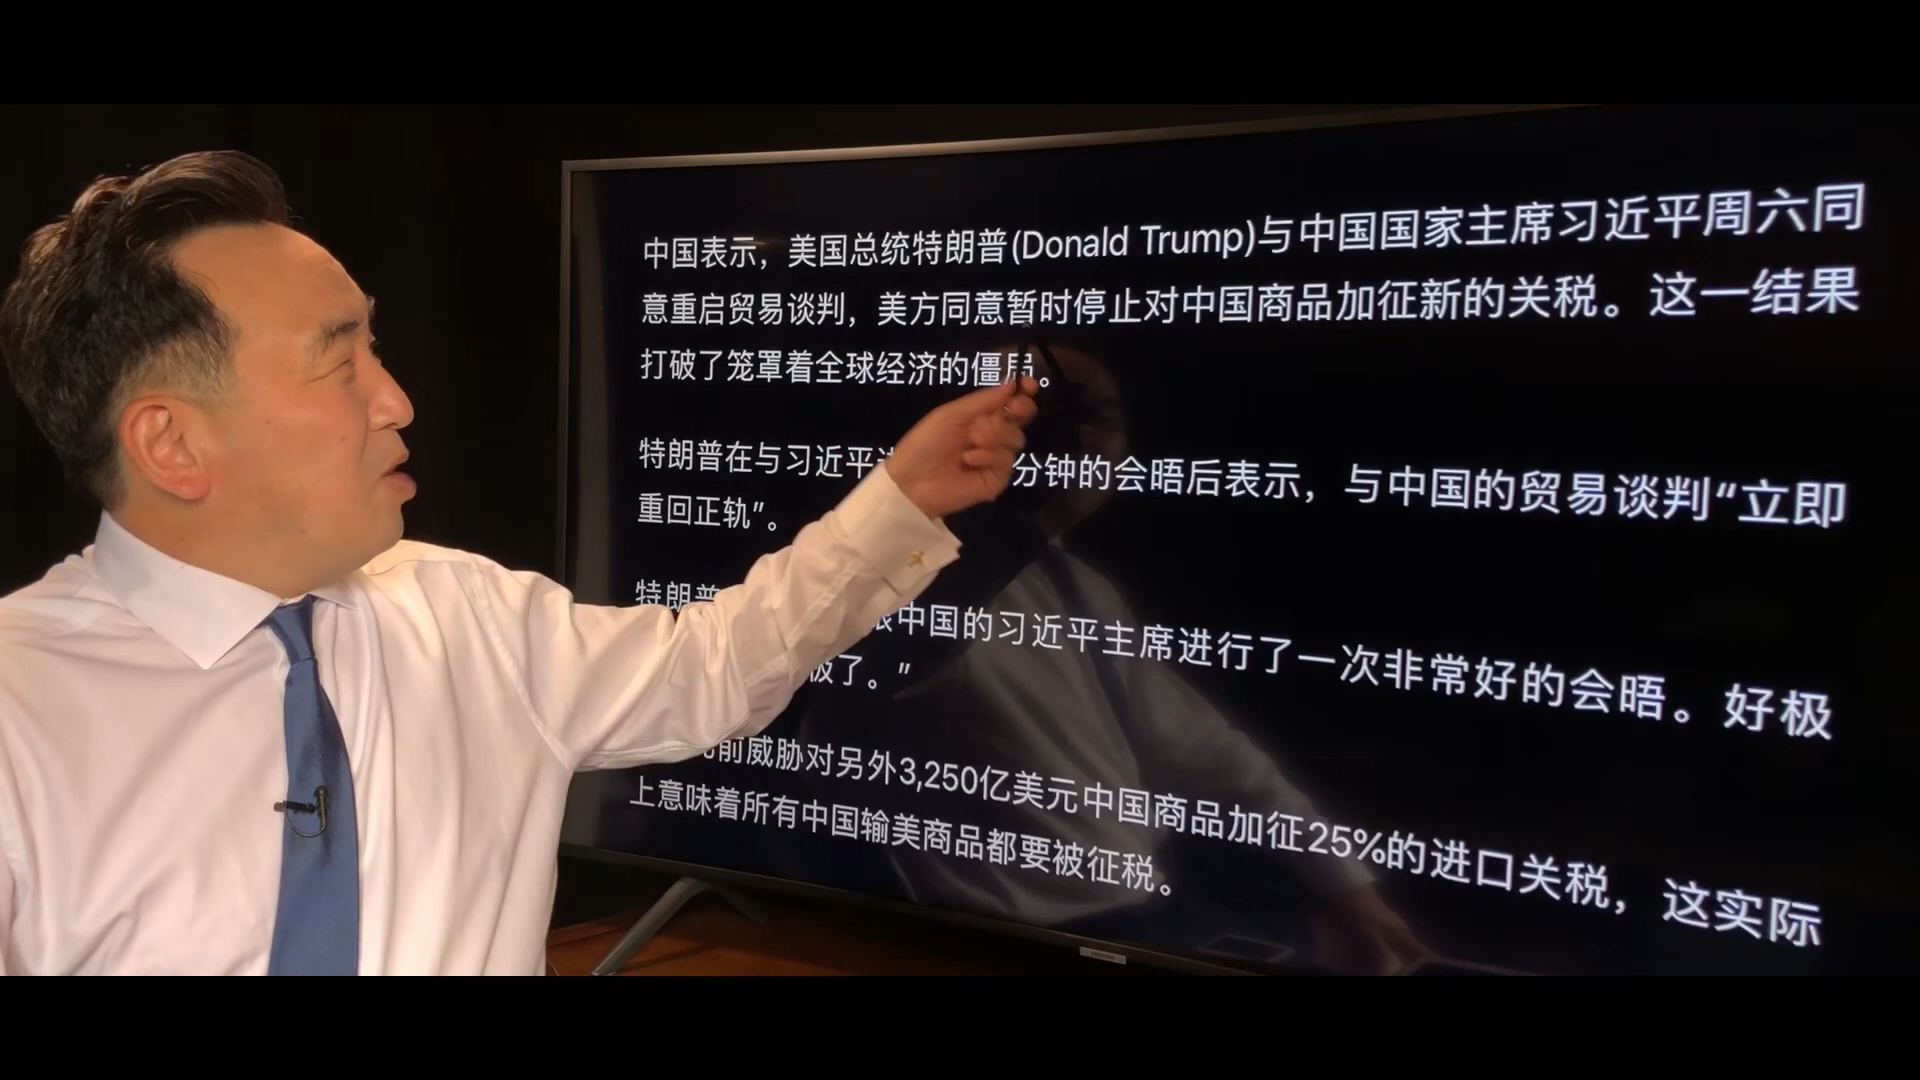 中国表示，美国总统特朗普(Donald Trump)与中国国家主席习近平周六同
意重启贸易谈判，美方同意暂时停止对中国商品加征新的关税。这一结果
打破了笼罩着全球经济的僵局。
特朗普在与习近平 分钟的会晤后表示，与中国的贸易谈判“立即
重回正轨”。
特朗普 跟中国的习近平主席进行了一次非常好的会晤。好极
极了。”
前威胁对另外3,250亿美元中国商品加征25%的进口关税，这实际
上意味着所有中国输美商品都要被征税。